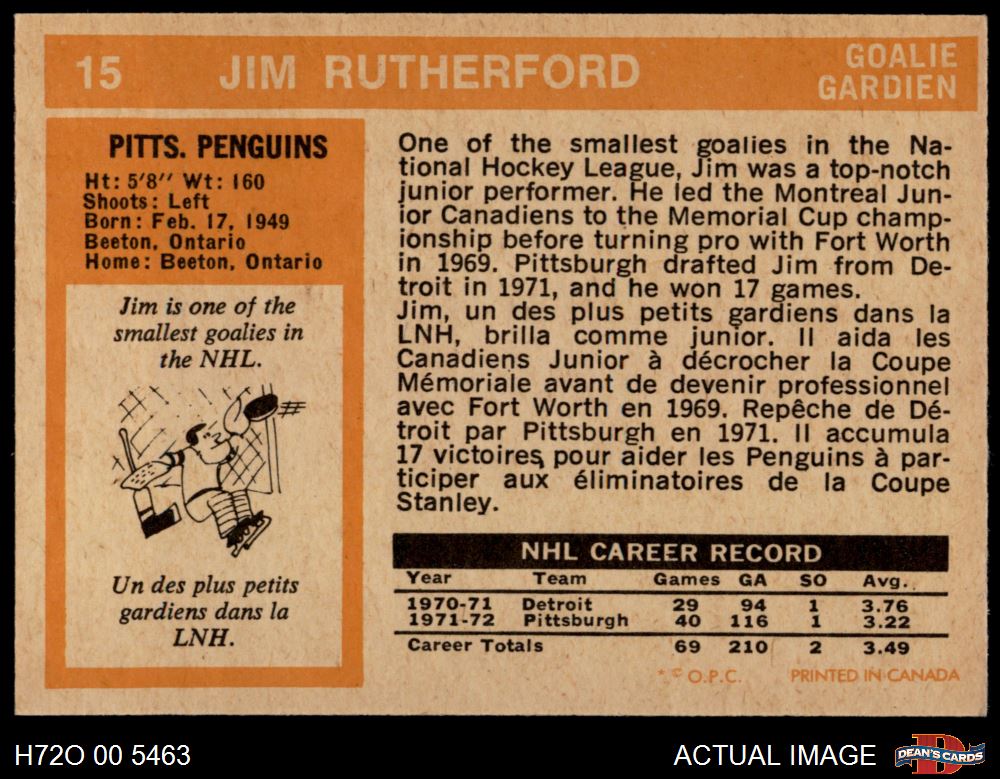 15 JIM RUTHERFORD GOALIE
GARDIEN
PITTS. PENGUINS
Ht: 5'8" Wt: 160
Shoots: Left
Born: Feb. 17, 1949
Beeton, Ontario
Home: Beeton, Ontario
Jim is one of the
smallest goalies in
the NHL.
Un des plus petits
gardiens dans la
LNH.
One of the smallest goalies in the Na-
tional Hockey League, Jim was a top-notch
junior performer. He led the Montreal Jun-
ior Canadiens to the Memorial Cup champ-
ionship before turning pro with Fort Worth
in 1969. Pittsburgh drafted Jim from De-
troit in 1971, and he won 17 games.
Jim, un des plus petits gardiens dans la
LNH, brilla comme junior. Il aida les
Canadiens Junior à décrocher la Coupe
Mémoriale avant de devenir professionnel
avec Fort Worth en 1969. Repêche de Dé-
troit par Pittsburgh en 1971. Il accumula
17 victoires, pour aider les Penguins à par-
ticiper aux éliminatoires de la Coupe
Stanley.
NHL CAREER RECORD
Year Team Games GA SO Avg.
1970-71 Detroit 29 94 1 3.76
1971-72 Pittsburgh 40 116 1 3.22
Career Totals 69 210 2 3.49
* © O.P.C. PRINTED IN CANADA
H72O 00 5463 ACTUAL IMAGE DEAN'S CARDS